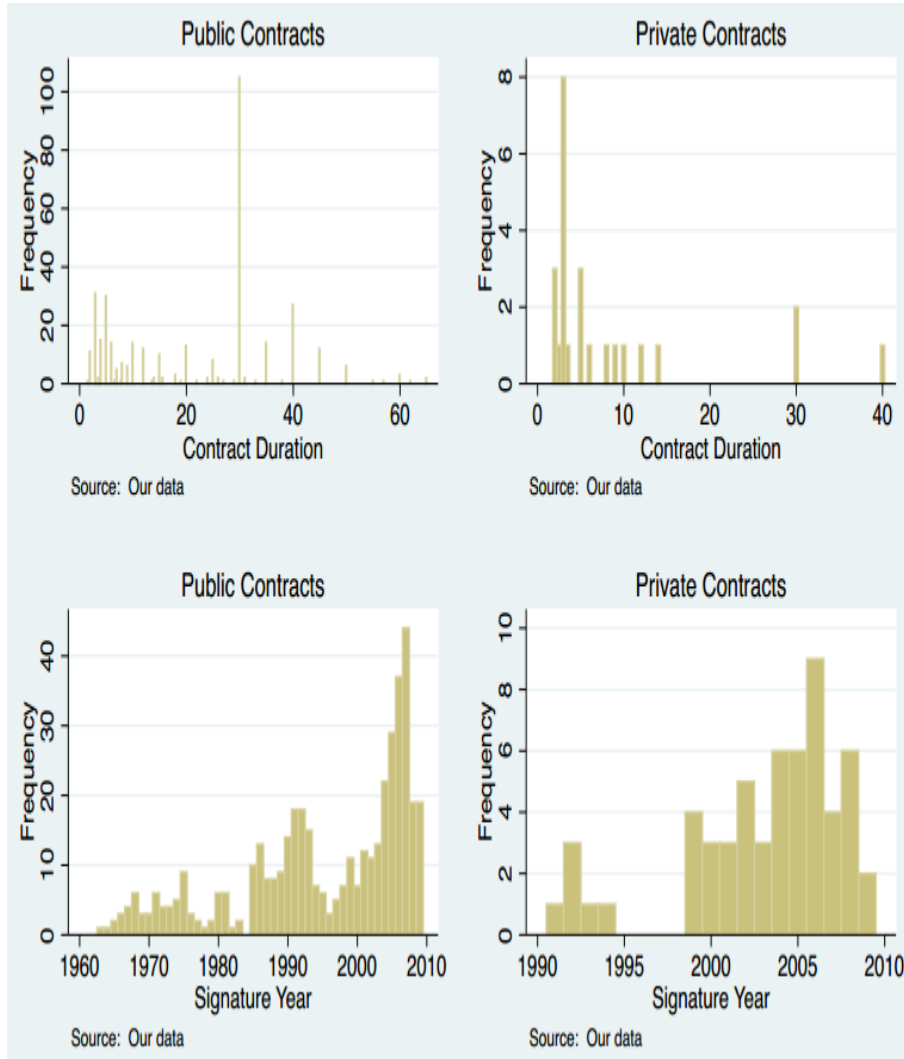 Public Contracts
Frequency
0 20 40 60 80 100
0 20 40 60
Contract Duration
Source: Our data
Private Contracts
Frequency
0 2 4 6 8
0 10 20 30 40
Contract Duration
Source: Our data
Public Contracts
Frequency
0 10 20 30 40
1960 1970 1980 1990 2000 2010
Signature Year
Source: Our data
Private Contracts
Frequency
0 2 4 6 8 10
1990 1995 2000 2005 2010
Signature Year
Source: Our data